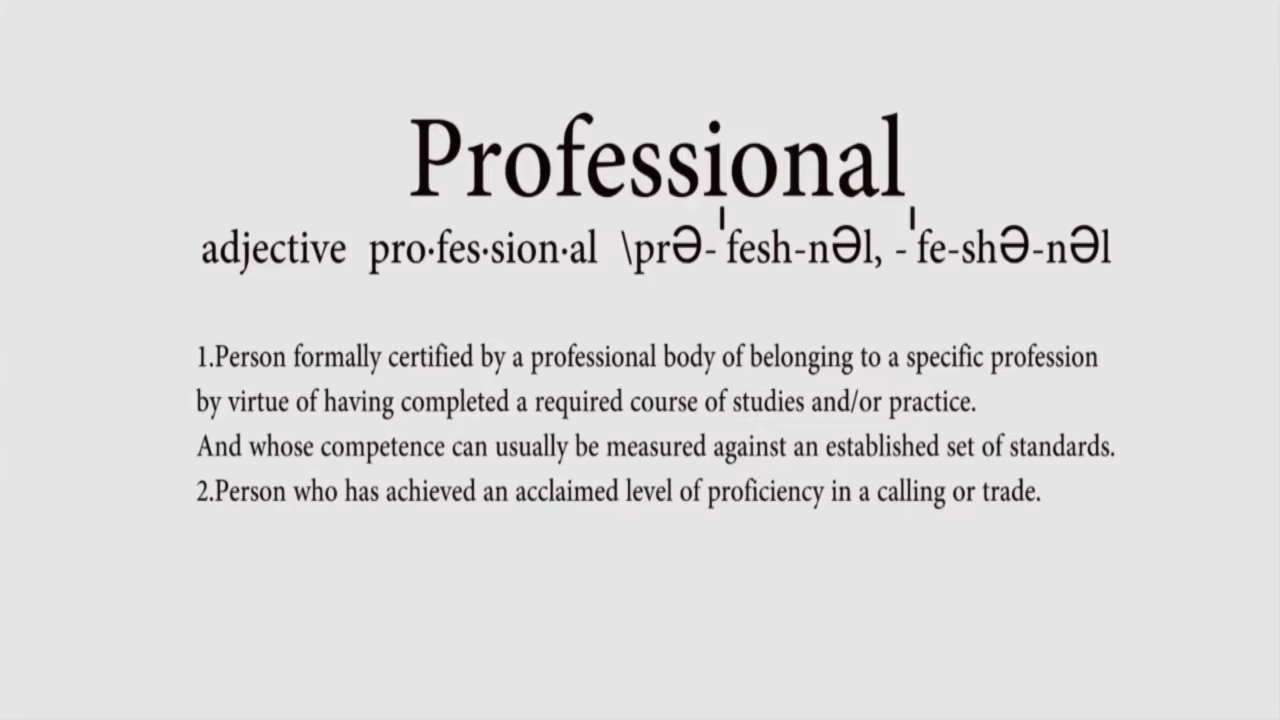 Professional
adjective pro·fes·sion·al \prƏ-ˈfesh-nƏl, -ˈfe-shƏ-nƏl
1.Person formally certified by a professional body of belonging to a specific profession
by virtue of having completed a required course of studies and/or practice.
And whose competence can usually be measured against an established set of standards.
2.Person who has achieved an acclaimed level of proficiency in a calling or trade.